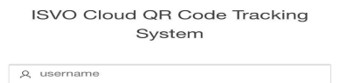 ISVO Cloud QR Code Tracking
System
username